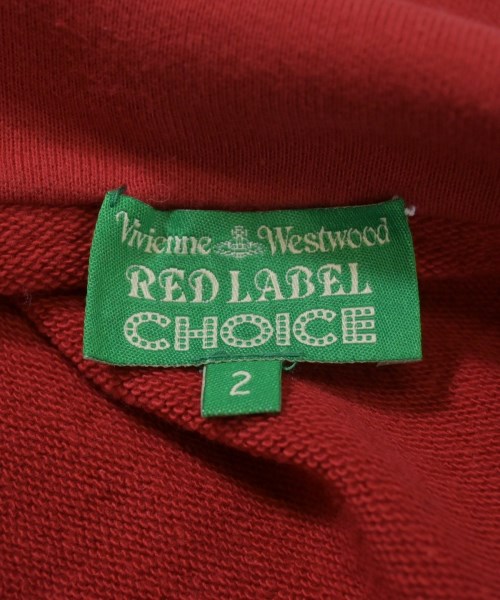 Vivienne Westwood
RED LABEL
CHOICE
2